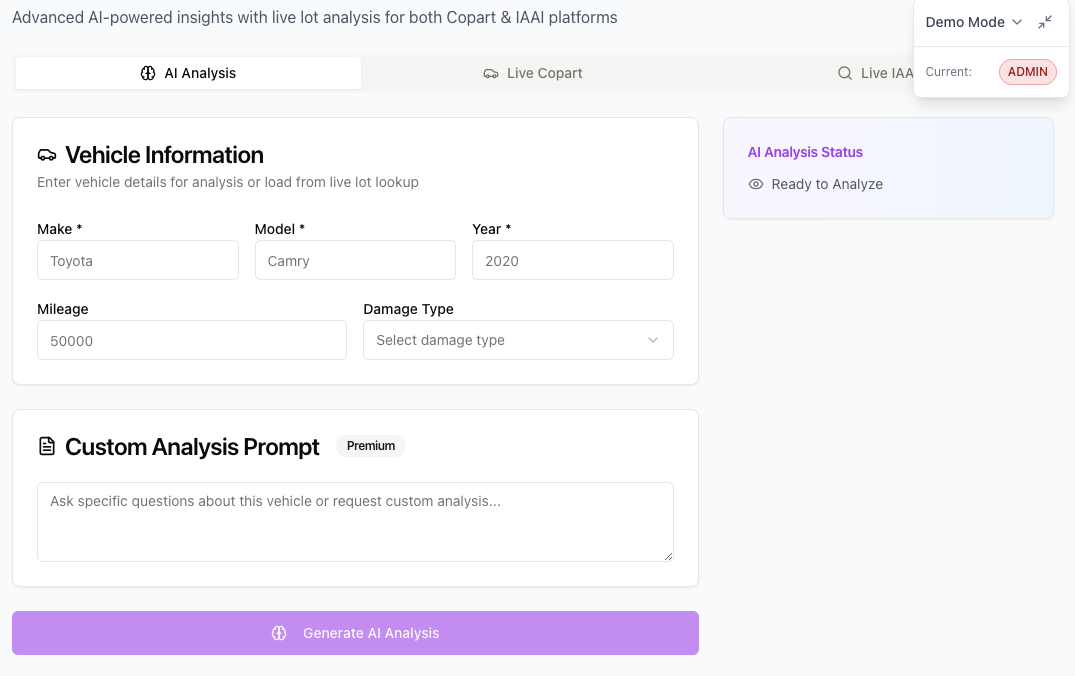 Advanced AI-powered insights with live lot analysis for both Copart & IAAI platforms
Demo Mode
Current: ADMIN
AI Analysis
Live Copart
Live IAA
Vehicle Information
Enter vehicle details for analysis or load from live lot lookup
Make * Model * Year *
Toyota Camry 2020
Mileage Damage Type
50000 Select damage type
AI Analysis Status
Ready to Analyze
Custom Analysis Prompt Premium
Ask specific questions about this vehicle or request custom analysis...
Generate AI Analysis